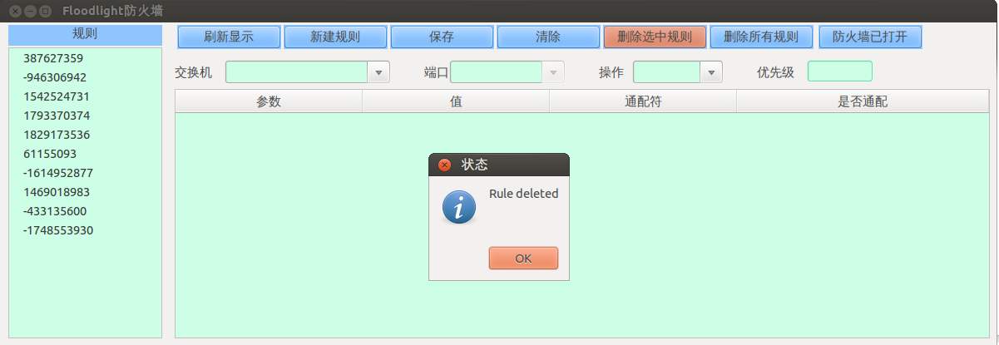 Floodlight防火墙
规则
387627359
-946306942
1542524731
1793370374
1829173536
61155093
-1614952877
1469018983
-433135600
-1748553930
刷新显示 新建规则 保存 清除 删除选中规则 删除所有规则 防火墙已打开
交换机 端口 操作 优先级
参数 值 通配符 是否通配
状态
Rule deleted
OK